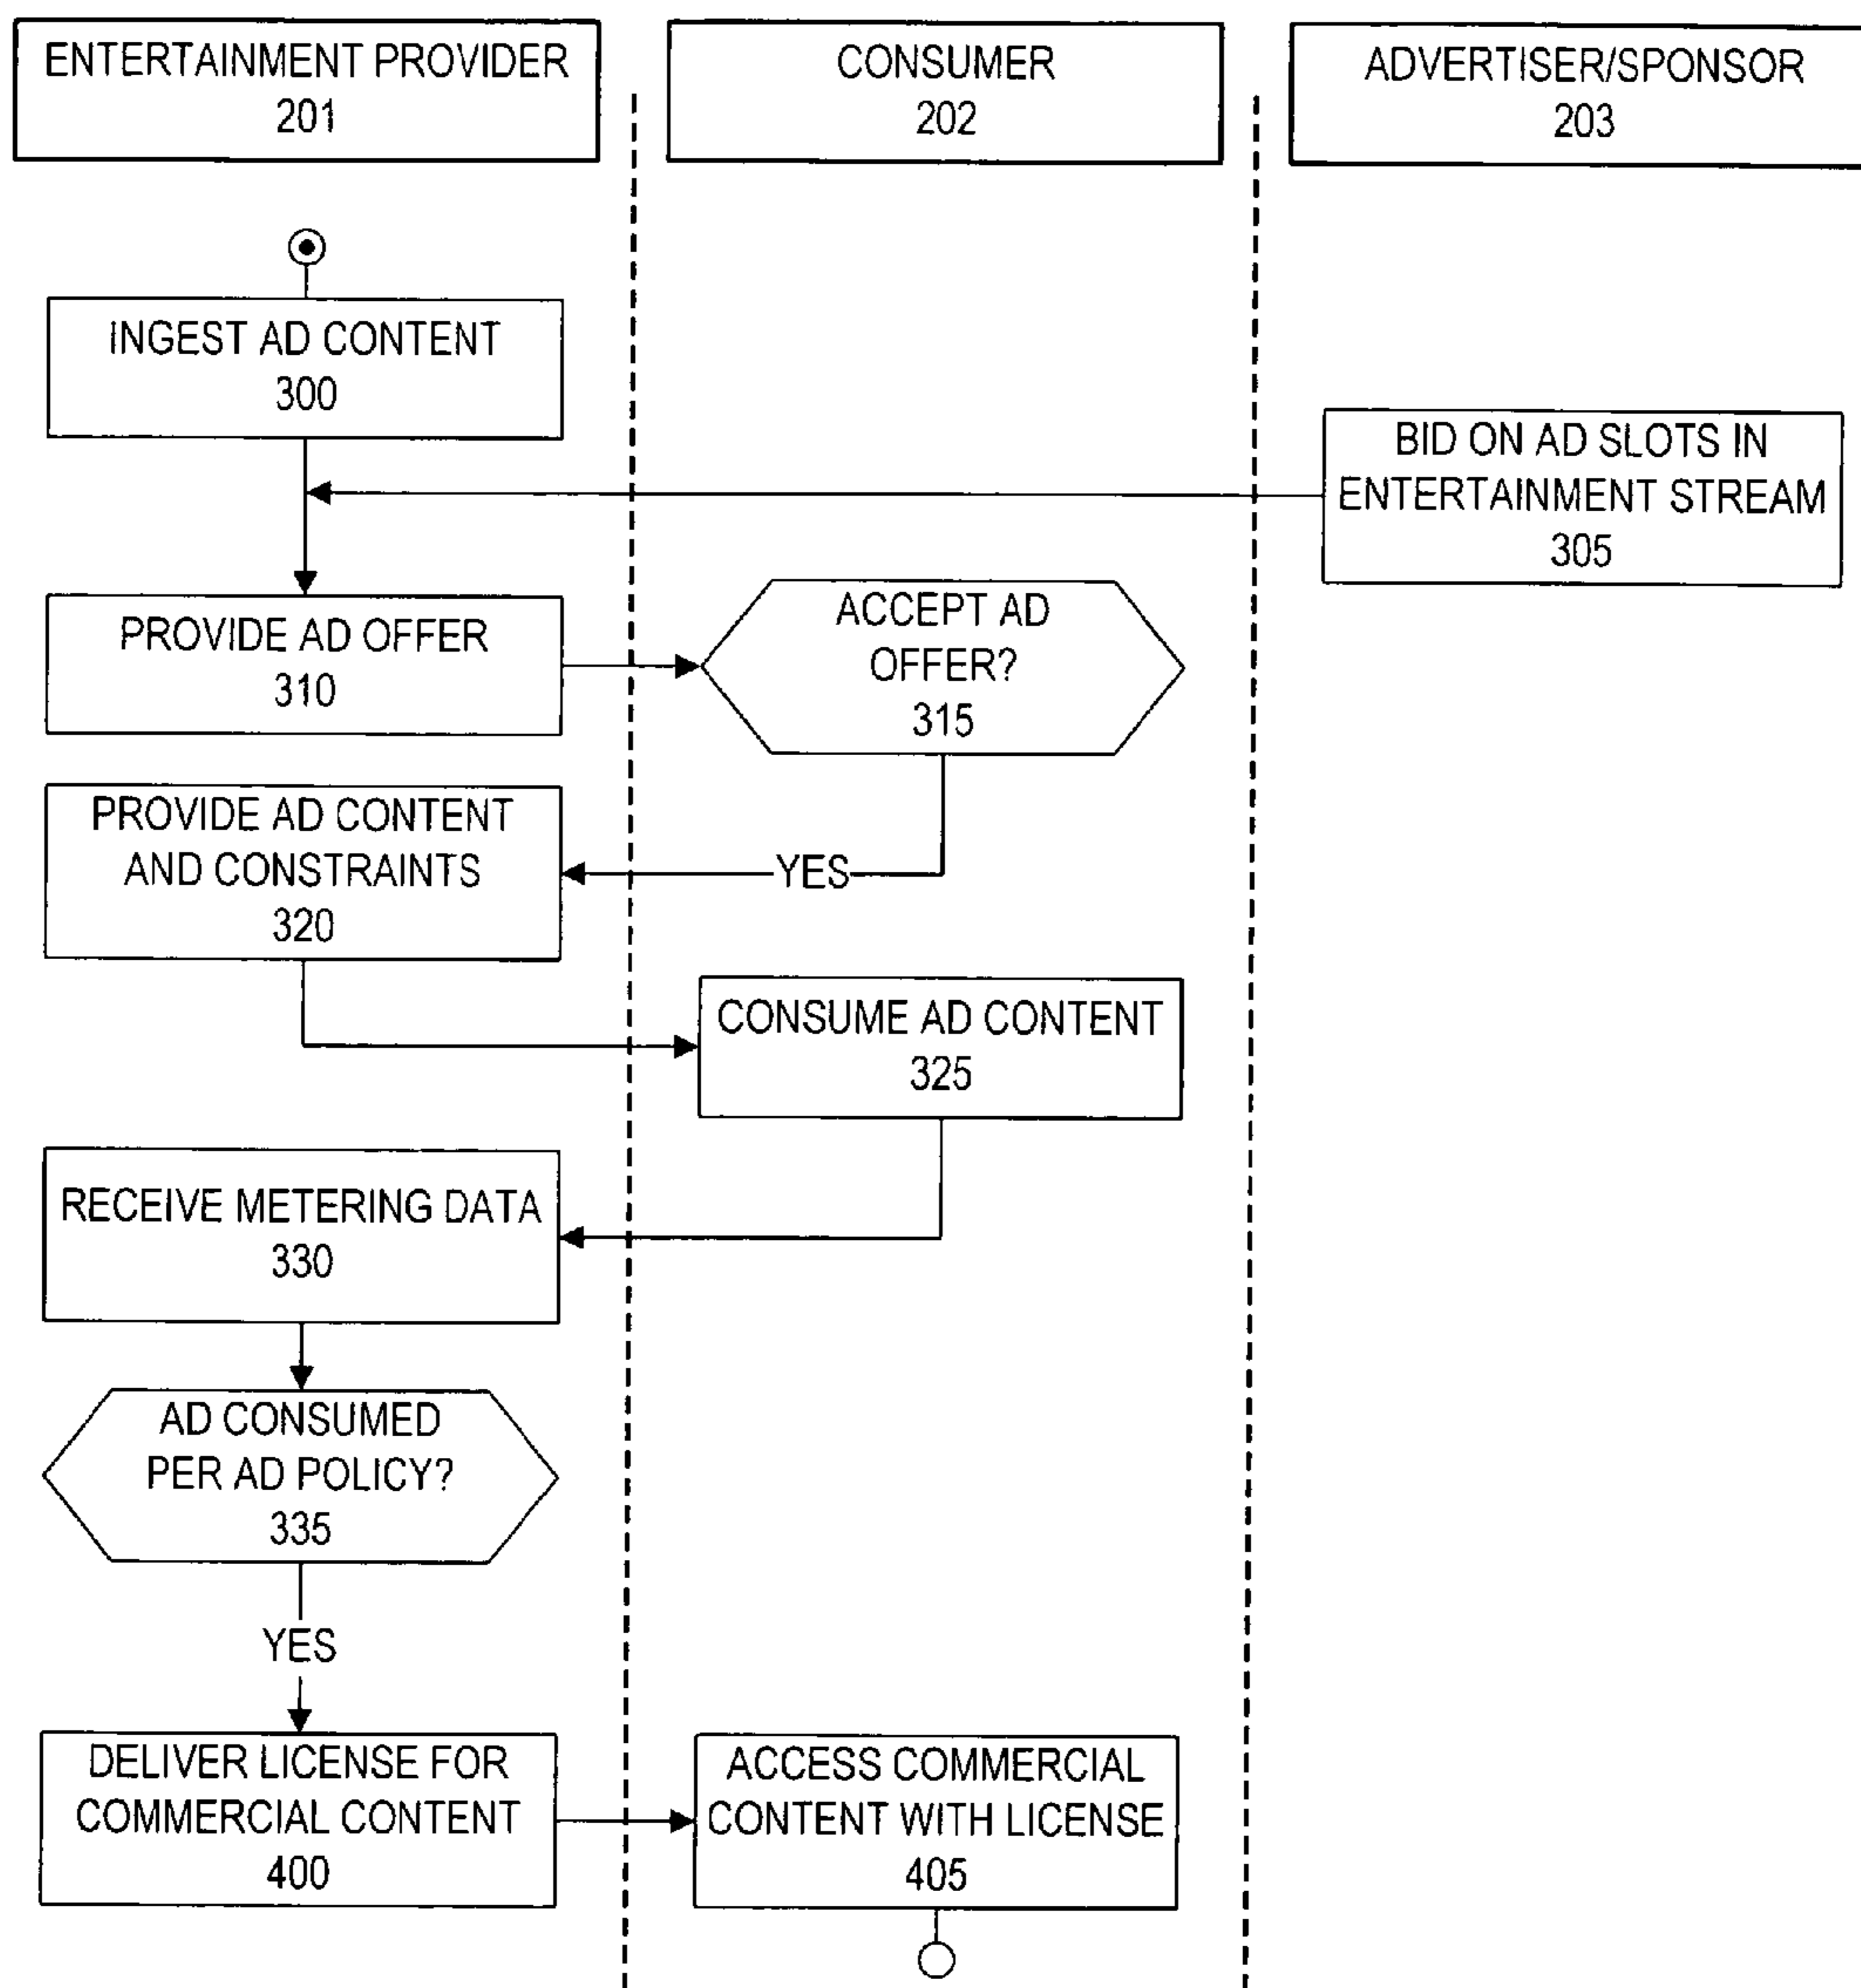 ENTERTAINMENT PROVIDER
201
CONSUMER
202
ADVERTISER/SPONSOR
203
INGEST AD CONTENT
300
BID ON AD SLOTS IN
ENTERTAINMENT STREAM
305
PROVIDE AD OFFER
310
ACCEPT AD
OFFER?
315
YES
PROVIDE AD CONTENT
AND CONSTRAINTS
320
CONSUME AD CONTENT
325
RECEIVE METERING DATA
330
AD CONSUMED
PER AD POLICY?
335
YES
DELIVER LICENSE FOR
COMMERCIAL CONTENT
400
ACCESS COMMERCIAL
CONTENT WITH LICENSE
405